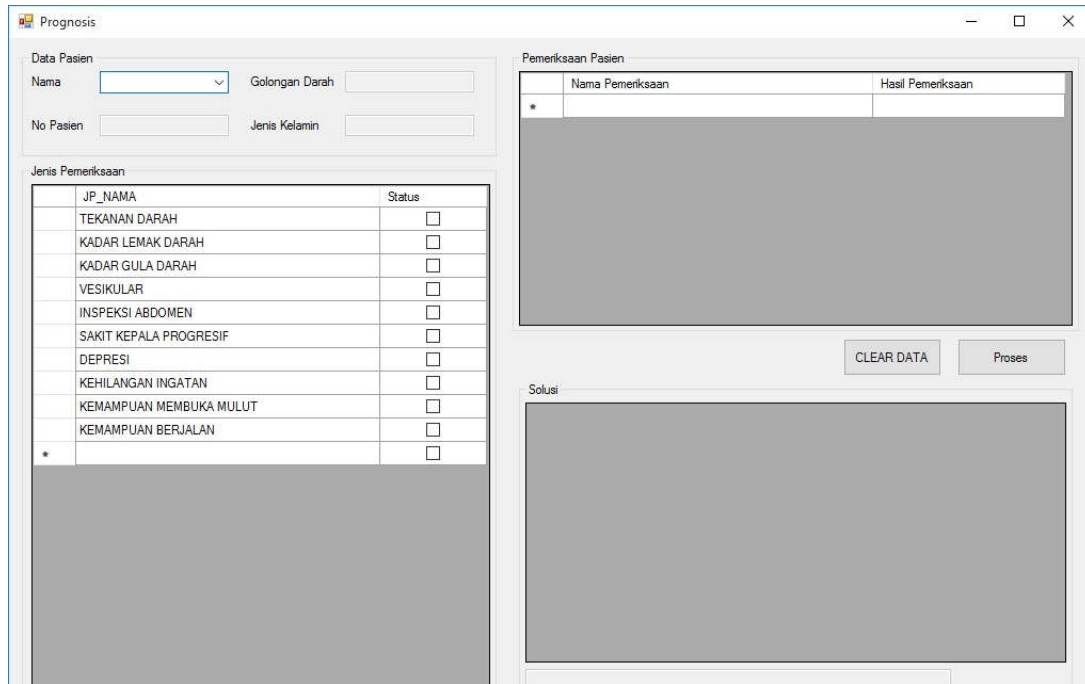 Prognosis
Data Pasien
Nama
Golongan Darah
No Pasien
Jenis Kelamin
Jenis Pemeriksaan
JP_NAMA Status
TEKANAN DARAH
KADAR LEMAK DARAH
KADAR GULA DARAH
VESIKULAR
INSPEKSI ABDOMEN
SAKIT KEPALA PROGRESIF
DEPRESI
KEHILANGAN INGATAN
KEMAMPUAN MEMBUKA MULUT
KEMAMPUAN BERJALAN
*
Pemeriksaan Pasien
Nama Pemeriksaan Hasil Pemeriksaan
*
CLEAR DATA Proses
Solusi